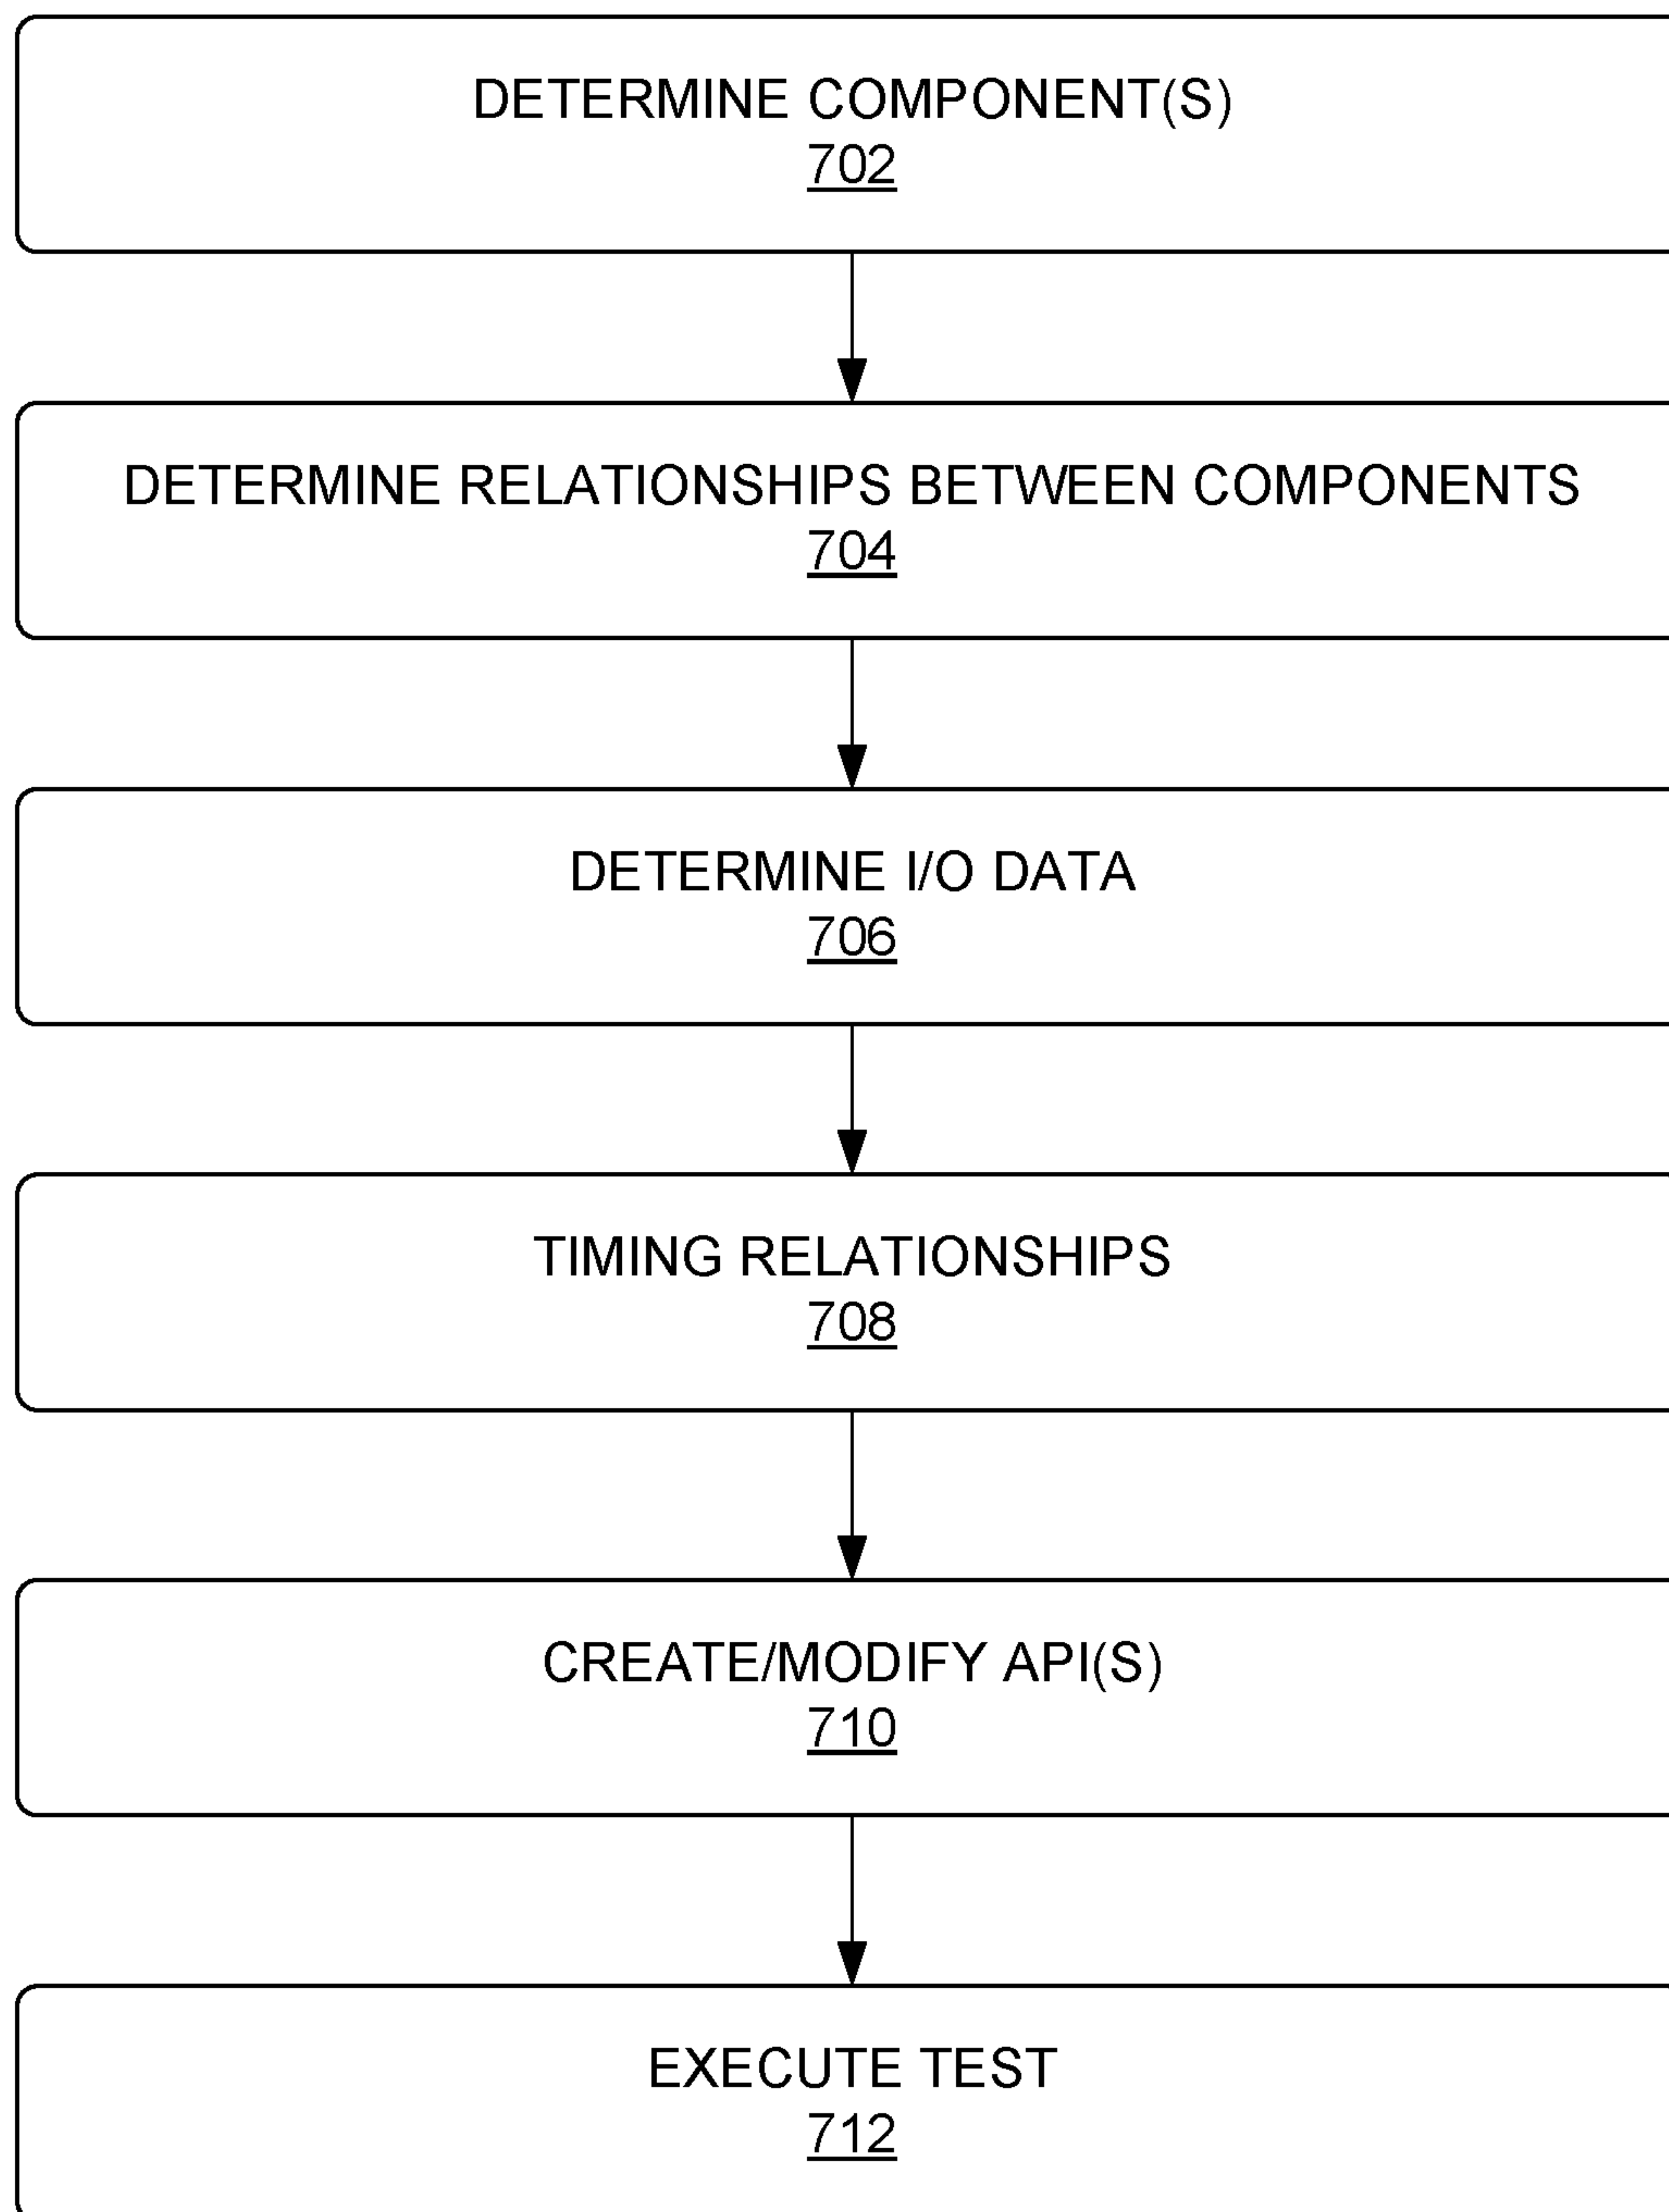 DETERMINE COMPONENT(S)
702
DETERMINE RELATIONSHIPS BETWEEN COMPONENTS
704
DETERMINE I/O DATA
706
TIMING RELATIONSHIPS
708
CREATE/MODIFY API(S)
710
EXECUTE TEST
712